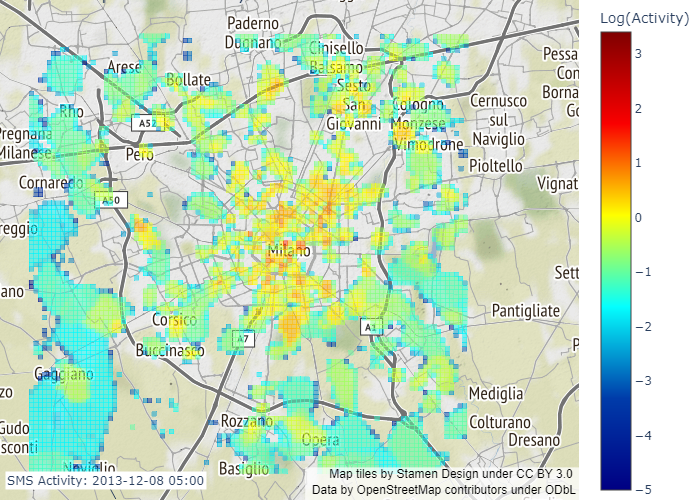 Paderno
Dugnano
Cinisello
Balsamo
Arese
Bollate
Sesto
San
Giovanni
Cologno
Monzese
Cernusco
sul
Naviglio
Pessa
Con
Borna
Go
Rho
A52
Pregnana
Milanese
Pero
Vimodrone
Pioltello
Cornaredo
A50
Vignat
reggio
Milano
Sett
ano
Pantigliate
Corsico
A7
A1
Buccinasco
P
Gaggiano
Mediglia
zo
Colturano
Dresano
Rozzano
Opera
Gudo
sconti
Noviglio
Basiglio
SMS Activity: 2013-12-08 05:00
Map tiles by Stamen Design under CC BY 3.0
Data by OpenStreetMap contributors under ODbL
Log(Activity)
3
2
1
0
−1
−2
−3
−4
−5